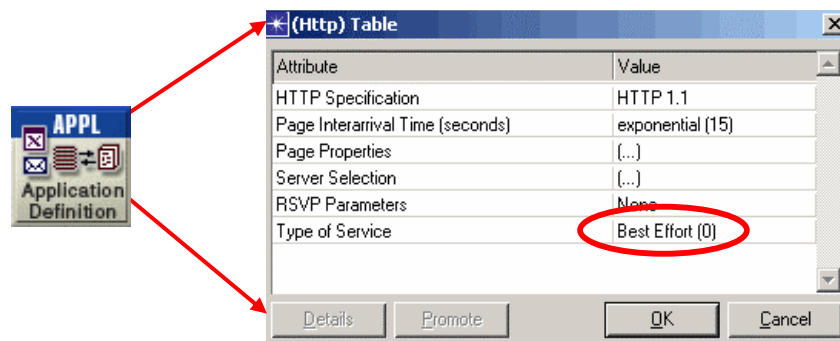 (Http) Table
Attribute Value
HTTP Specification HTTP 1.1
Page Interarrival Time (seconds) exponential (15)
Page Properties (...)
Server Selection (...)
RSVP Parameters None
Type of Service Best Effort (0)
Details Promote OK Cancel
APPL
Application
Definition